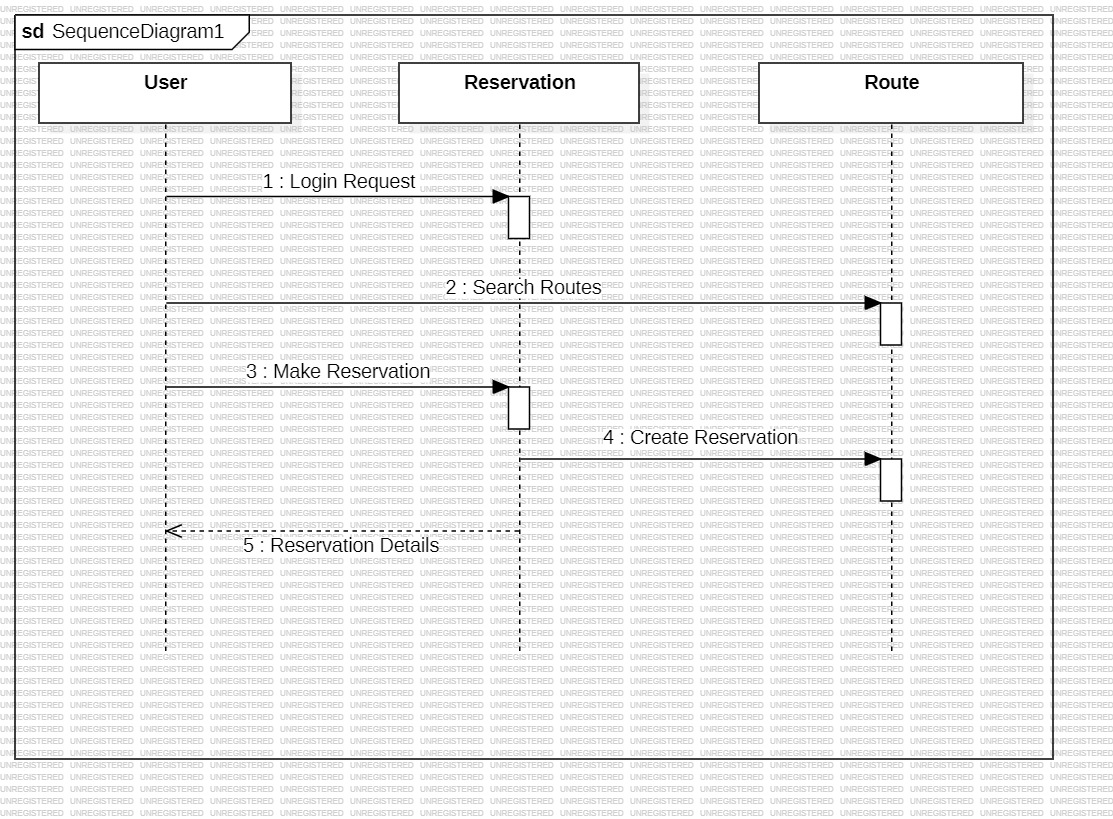 sd SequenceDiagram1
User
Reservation
Route
1 : Login Request
2 : Search Routes
3 : Make Reservation
4 : Create Reservation
5 : Reservation Details
UNREGISTERED